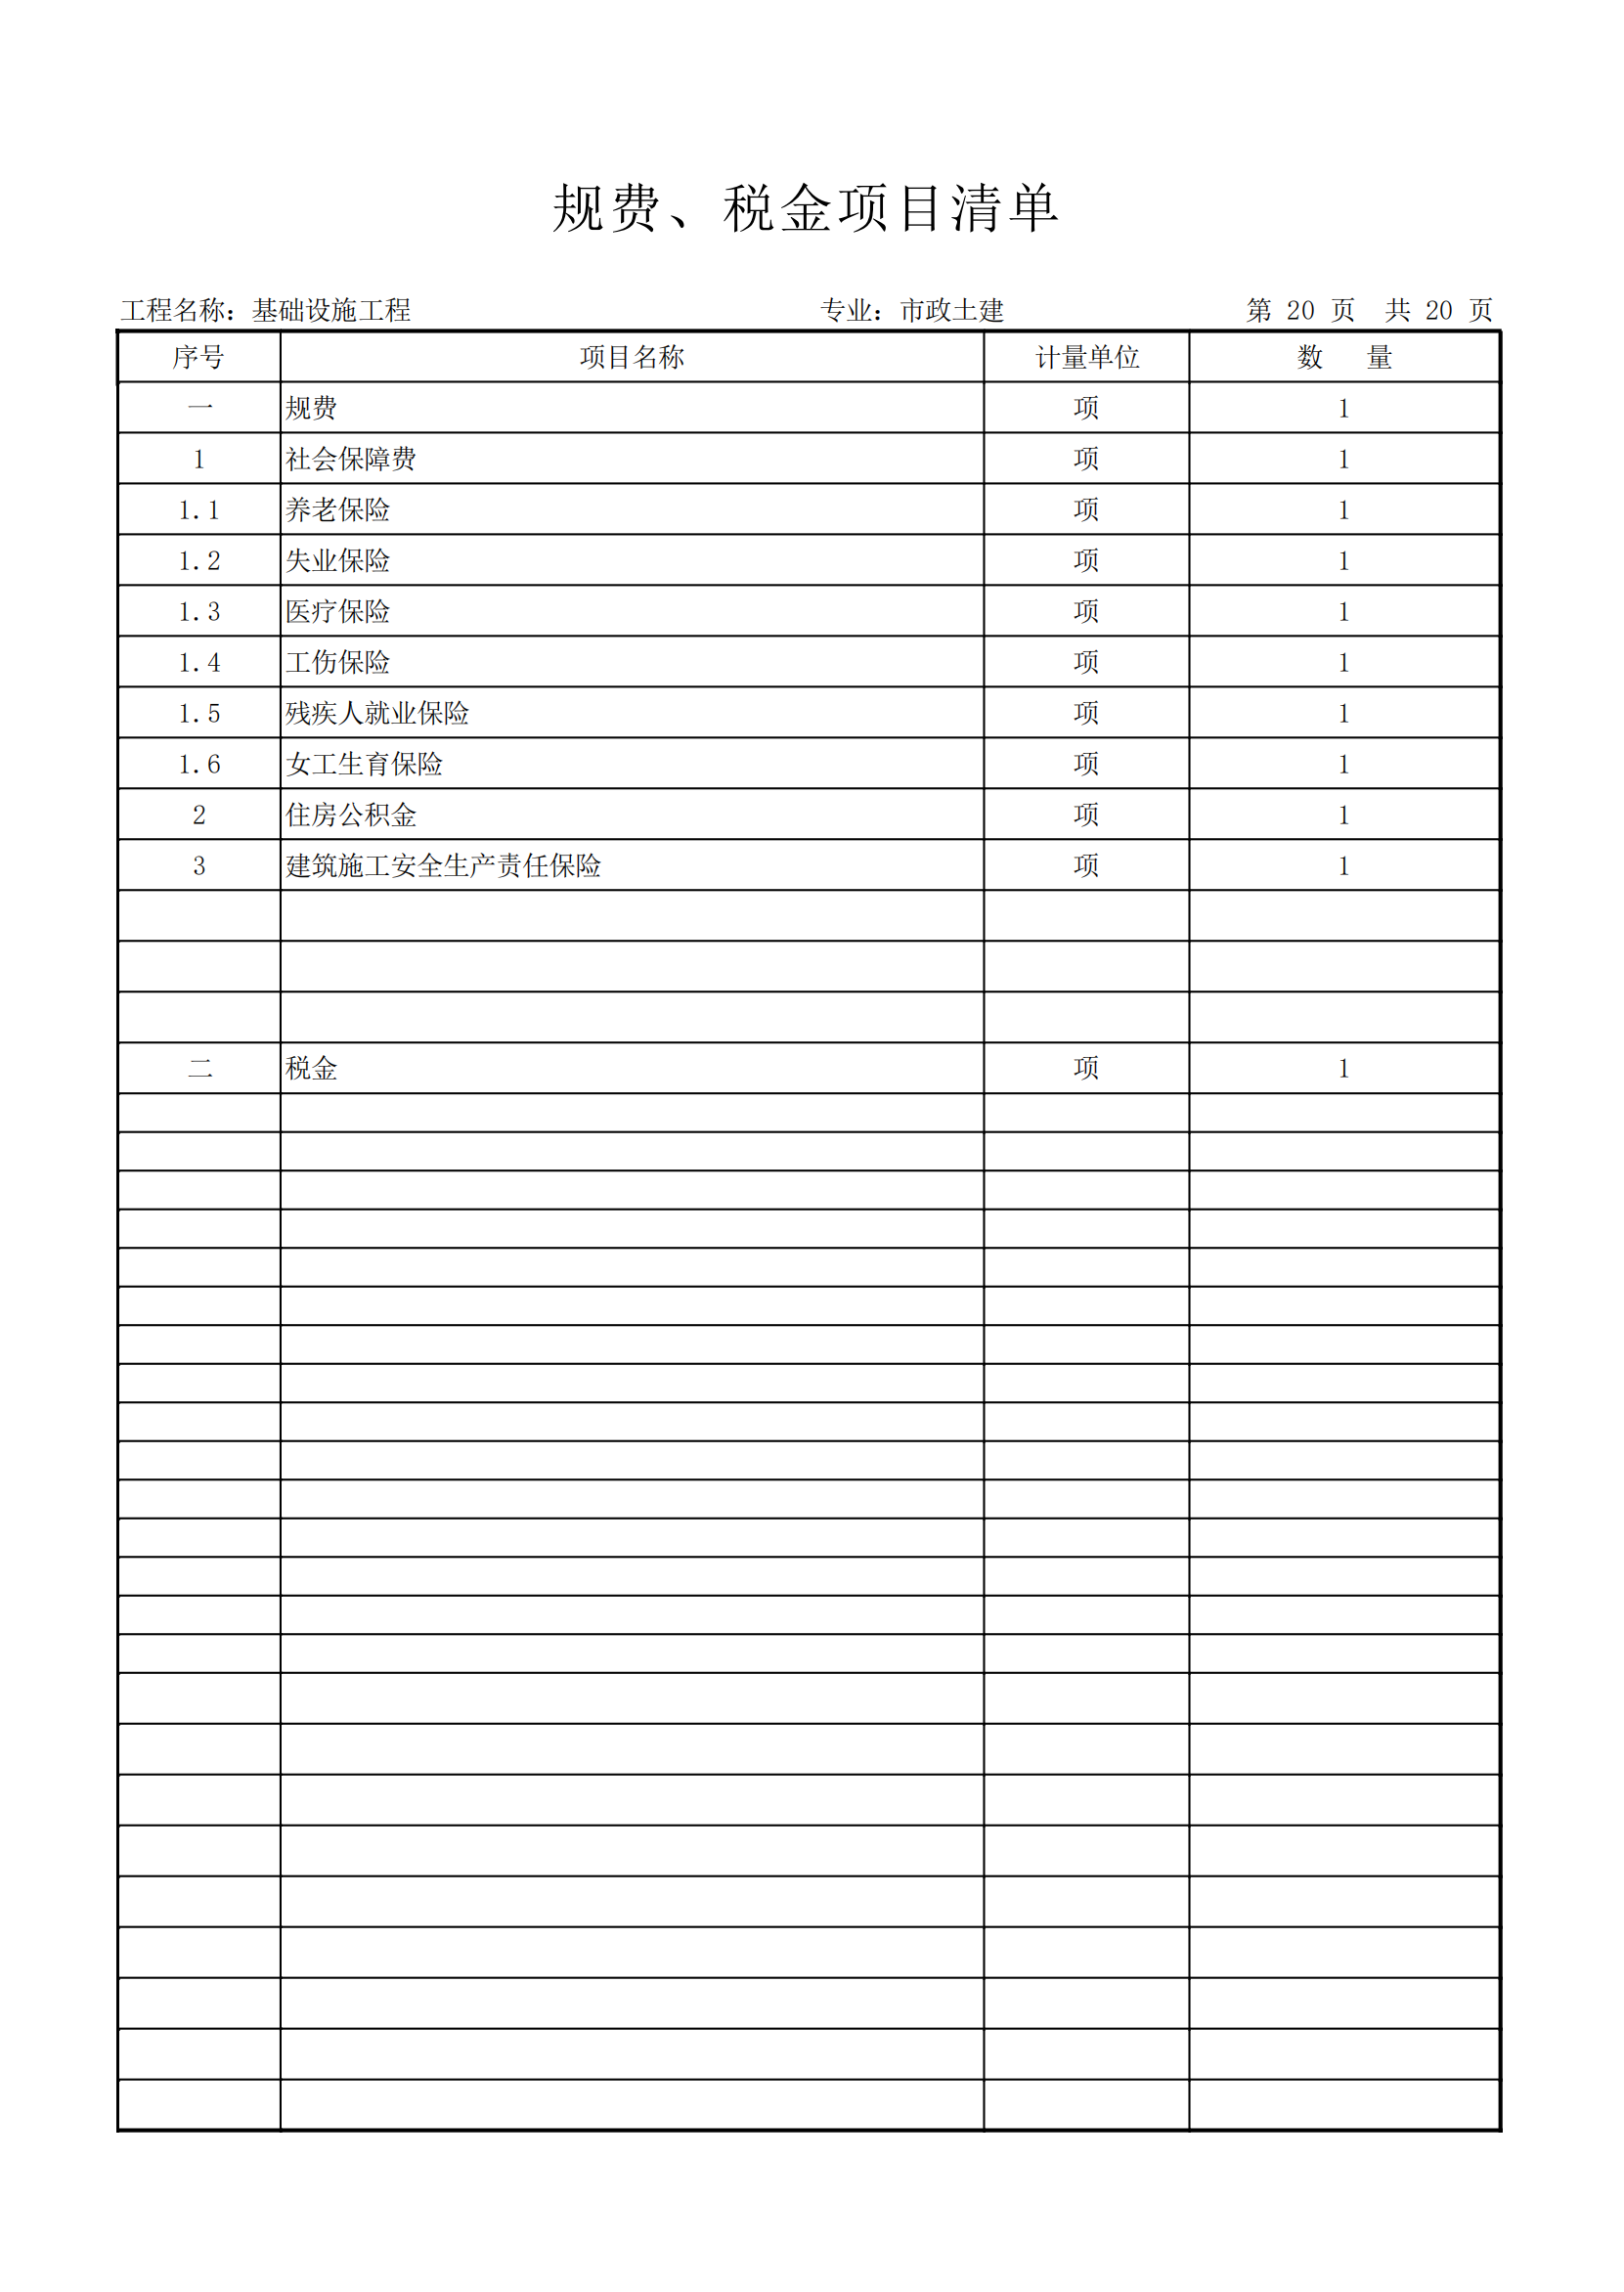 规费、税金项目清单
工程名称：基础设施工程 专业：市政土建 第 20 页 共 20 页
序号 项目名称 计量单位 数 量
一 规费 项 1
1 社会保障费 项 1
1.1 养老保险 项 1
1.2 失业保险 项 1
1.3 医疗保险 项 1
1.4 工伤保险 项 1
1.5 残疾人就业保险 项 1
1.6 女工生育保险 项 1
2 住房公积金 项 1
3 建筑施工安全生产责任保险 项 1
二 税金 项 1